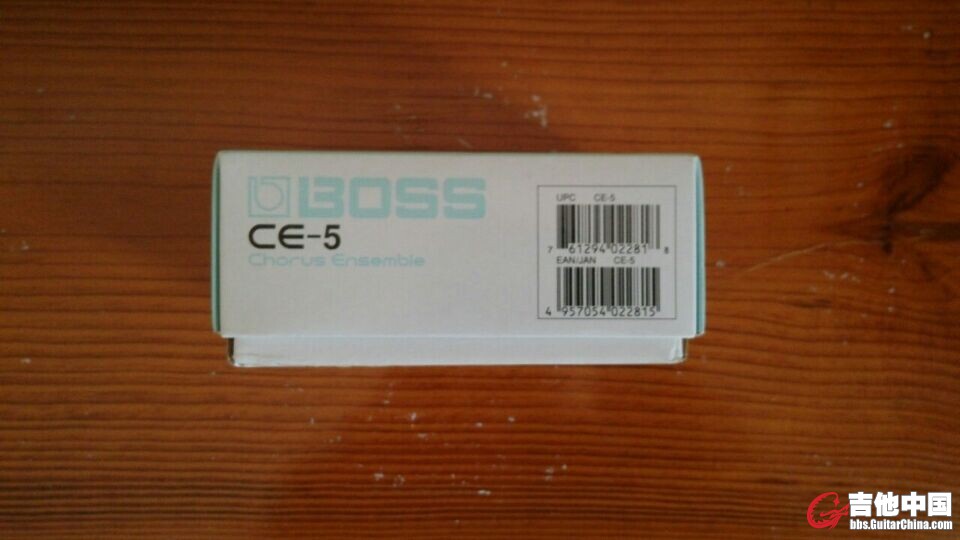 BOSS
CE-5
Chorus Ensemble
UPC CE-5
7 61294 02281 8
EAN/JAN CE-5
4 957054 022815
吉他中国
bbs.GuitarChina.com